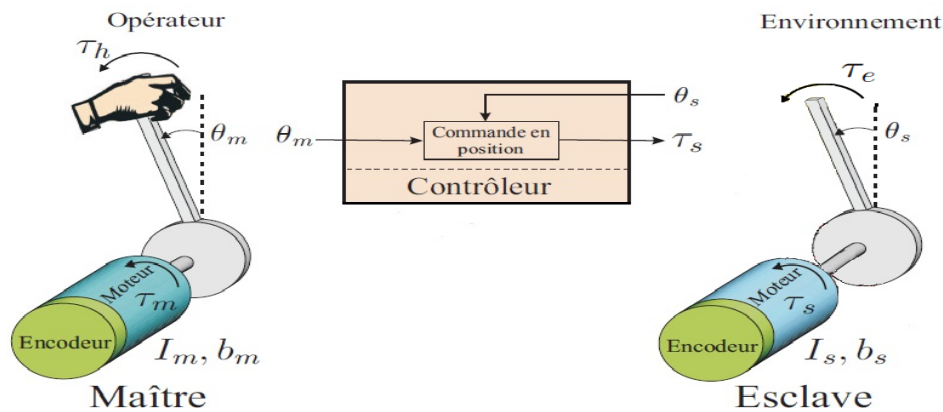 Opérateur
τh
θm
Moteur
τm
Encodeur
Im, bm
Maître
θm
θs
Commande en
position
τs
Contrôleur
Environnement
τe
θs
Moteur
τs
Encodeur
Is, bs
Esclave